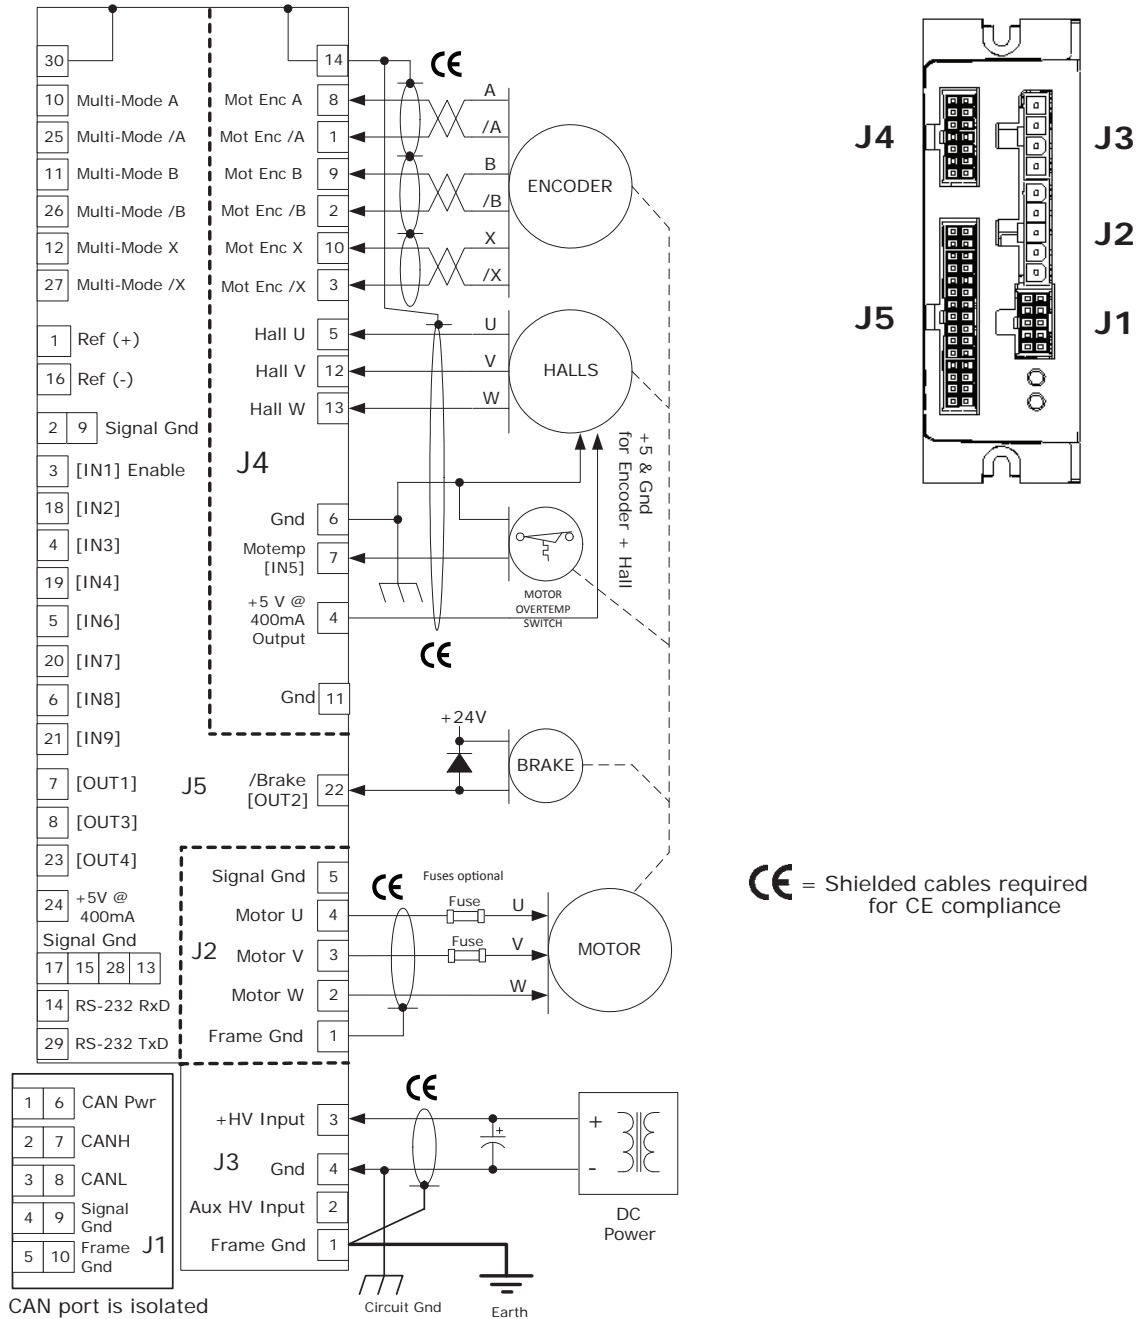 30
10 Multi-Mode A
25 Multi-Mode /A
11 Multi-Mode B
26 Multi-Mode /B
12 Multi-Mode X
27 Multi-Mode /X
1 Ref (+)
16 Ref (-)
2 9 Signal Gnd
3 [IN1] Enable
18 [IN2]
4 [IN3]
19 [IN4]
5 [IN6]
20 [IN7]
6 [IN8]
21 [IN9]
7 [OUT1]
8 [OUT3]
23 [OUT4]
24 +5V @
400mA
Signal Gnd
17 15 28 13
14 RS-232 RxD
29 RS-232 TxD
J5
14
CE
Mot Enc A 8 A
Mot Enc /A 1 /A
Mot Enc B 9 B
Mot Enc /B 2 /B
Mot Enc X 10 X
Mot Enc /X 3 /X
ENCODER
Hall U 5 U
Hall V 12 V
Hall W 13 W
HALLS
J4
+5 & Gnd
for Encoder + Hall
Gnd 6
Motemp
[IN5]
7
MOTOR
OVERTEMP
SWITCH
+5 V @
400mA
Output
4
CE
Gnd 11
+24V
/Brake
[OUT2]
22
BRAKE
J2
Signal Gnd 5
CE
Fuses optional
Motor U 4 Fuse U
Motor V 3 Fuse V
Motor W 2 W
Frame Gnd 1
MOTOR
J3
CE
+HV Input 3 + +
Gnd 4 -
Aux HV Input 2
Frame Gnd 1
DC
Power
Circuit Gnd
Earth
1 6 CAN Pwr
2 7 CANH
3 8 CANL
4 9 Signal
Gnd
5 10 Frame
Gnd
J1
CAN port is isolated
J4
J3
J2
J5
J1
CE = Shielded cables required
for CE compliance